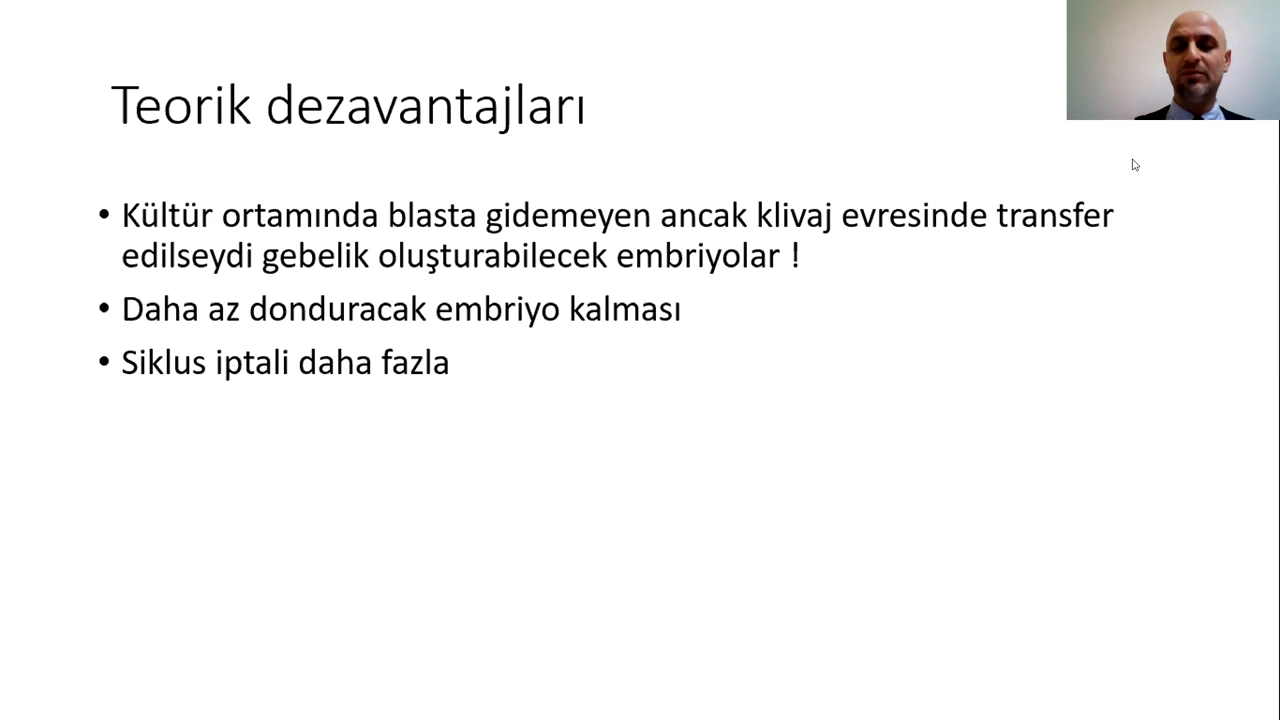 Teorik dezavantajları
• Kültür ortamında blasta gidemeyen ancak klivaj evresinde transfer
edilseydi gebelik oluşturabilecek embriyolar !
• Daha az donduracak embriyo kalması
• Siklus iptali daha fazla